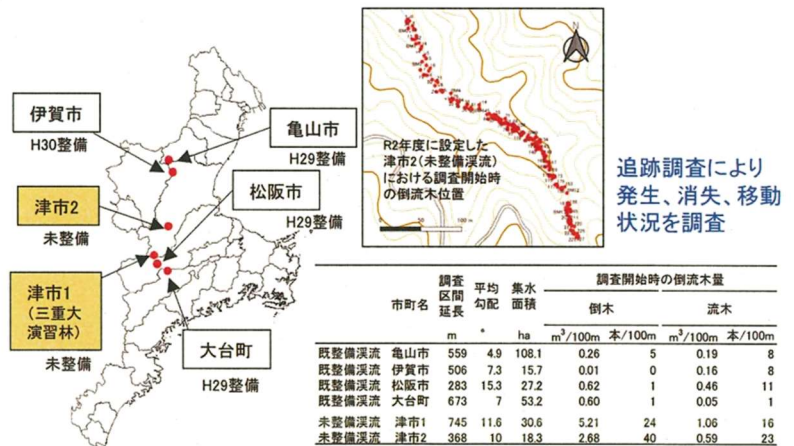 伊賀市
H30整備
亀山市
H29整備
津市2
未整備
松阪市
H29整備
津市1
(三重大
演習林)
未整備
大台町
H29整備
N
R2年度に設定した
津市2(未整備渓流)
における調査開始時
の倒流木位置
0 50 100 m
追跡調査により
発生、消失、移動
状況を調査
市町名 調査区間延長 平均勾配 集水面積 調査開始時の倒流木量
倒木 流木
m ° ha m³/100m 本/100m m³/100m 本/100m
既整備渓流 亀山市 559 4.9 108.1 0.26 5 0.19 8
既整備渓流 伊賀市 506 7.3 15.7 0.01 0 0.16 8
既整備渓流 松阪市 283 15.3 27.2 0.62 1 0.46 11
既整備渓流 大台町 673 7 53.2 0.60 1 0.05 1
未整備渓流 津市1 745 11.6 30.6 5.21 24 1.06 16
未整備渓流 津市2 368 10 18.3 2.68 40 0.59 23